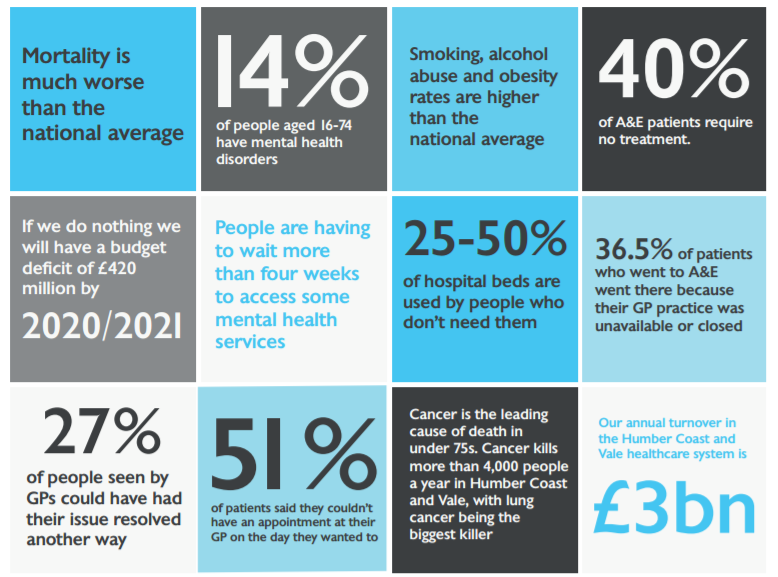 Mortality is
much worse
than the
national average
14%
of people aged 16-74
have mental health
disorders
Smoking, alcohol
abuse and obesity
rates are higher
than the
national average
40%
of A&E patients require
no treatment.
If we do nothing we
will have a budget
deficit of £420
million by
2020/2021
People are having
to wait more
than four weeks
to access some
mental health
services
25-50%
of hospital beds are
used by people who
don't need them
36.5% of patients
who went to A&E
went there because
their GP practice was
unavailable or closed
27%
of people seen by
GPs could have had
their issue resolved
another way
51%
of patients said they couldn't
have an appointment at their
GP on the day they wanted to
Cancer is the leading
cause of death in
under 75s. Cancer kills
more than 4,000 people
a year in Humber Coast
and Vale, with lung
cancer being the
biggest killer
Our annual turnover in
the Humber Coast and
Vale healthcare system is
£3bn